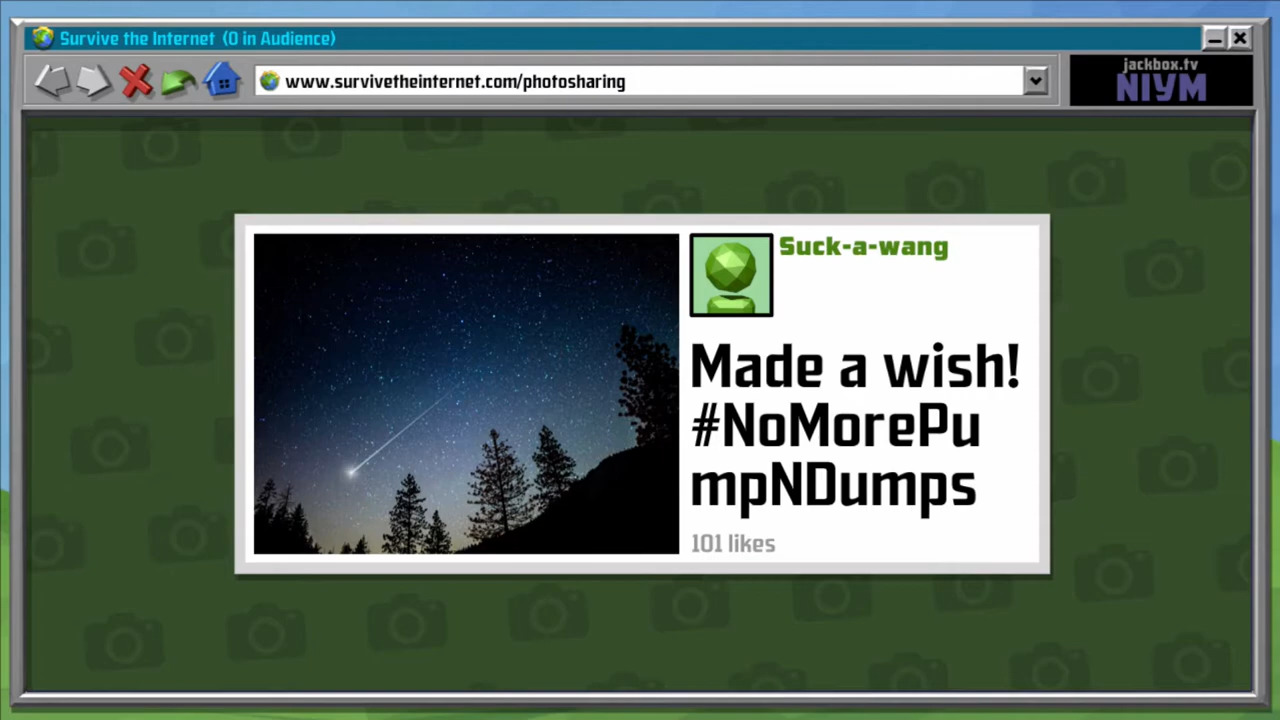 Survive the Internet (0 in Audience)
www.survivetheinternet.com/photosharing
jackbox.tv
NIYM
Suck-a-wang
Made a wish!
#NoMorePu
mpNDumps
101 likes